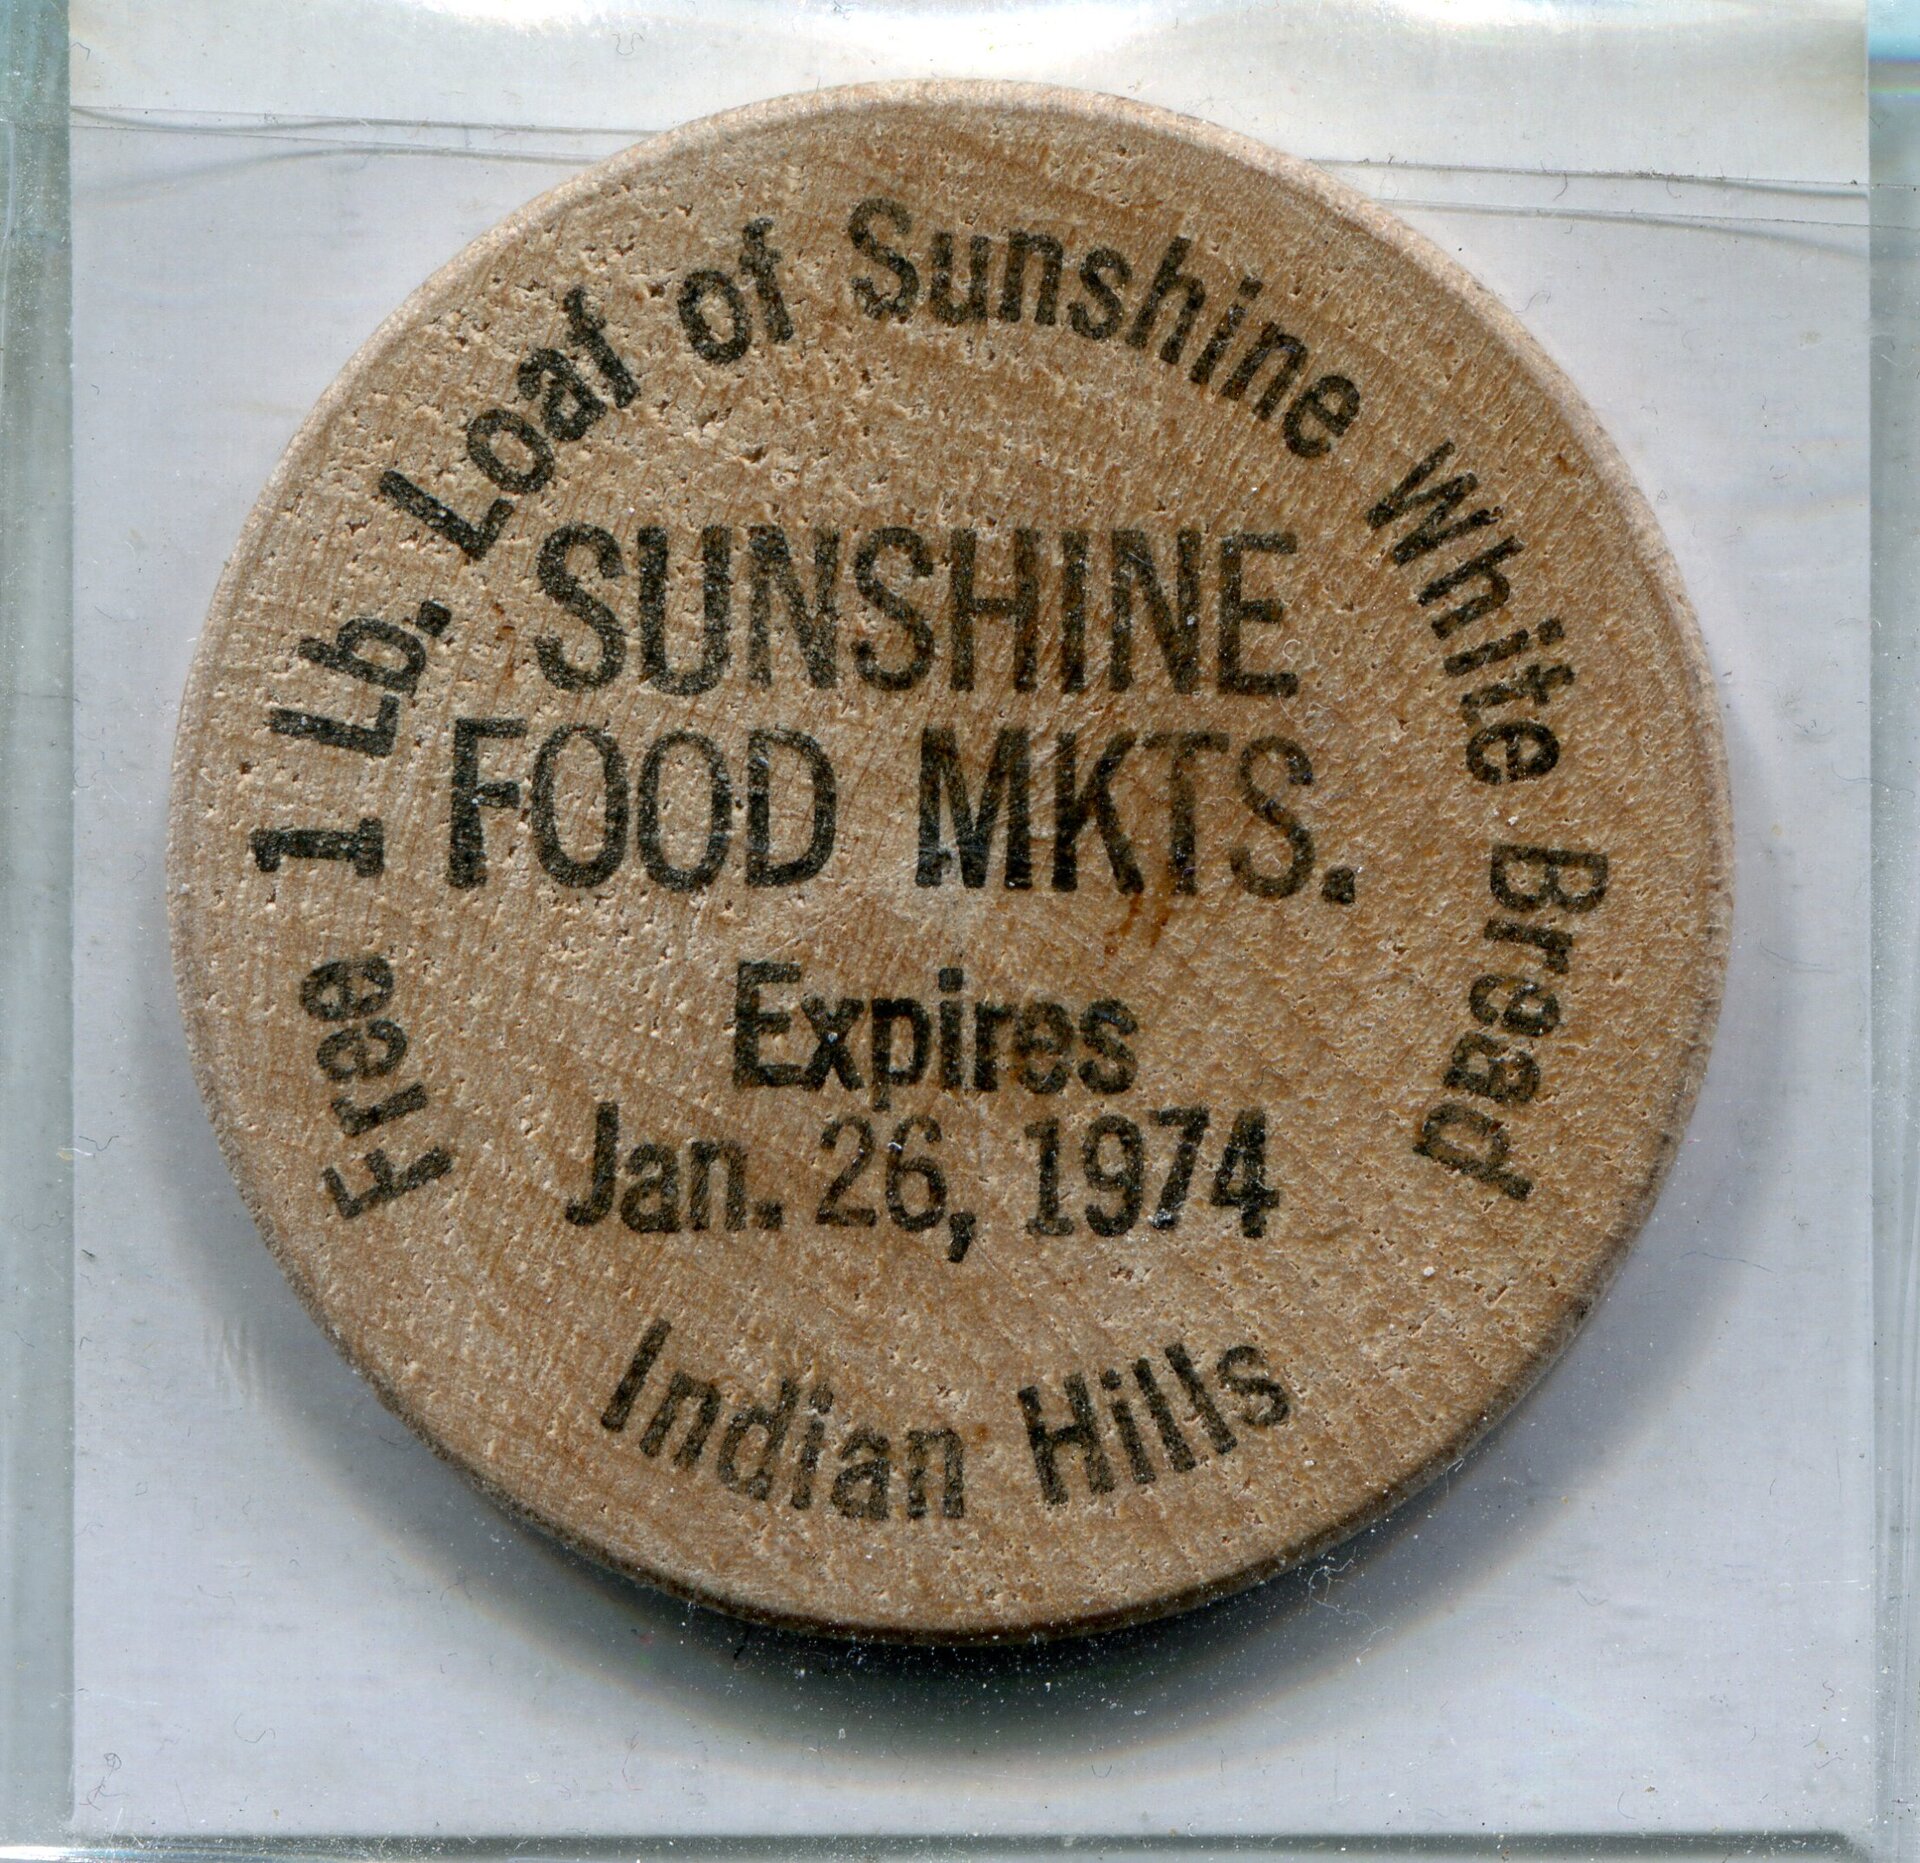 Free 1 Lb. Loaf of Sunshine White Bread
SUNSHINE
FOOD MKTS.
Expires
Jan. 26, 1974
Indian Hills